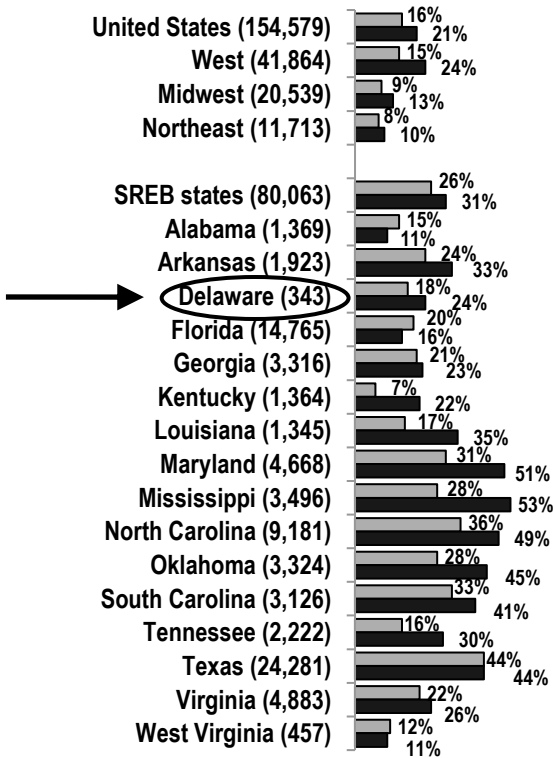 United States (154,579) 16% 21%
West (41,864) 15% 24%
Midwest (20,539) 9% 13%
Northeast (11,713) 8% 10%
SREB states (80,063) 26% 31%
Alabama (1,369) 15% 11%
Arkansas (1,923) 24% 33%
Delaware (343) 18% 24%
Florida (14,765) 20% 16%
Georgia (3,316) 21% 23%
Kentucky (1,364) 7% 22%
Louisiana (1,345) 17% 35%
Maryland (4,668) 31% 51%
Mississippi (3,496) 28% 53%
North Carolina (9,181) 36% 49%
Oklahoma (3,324) 28% 45%
South Carolina (3,126) 33% 41%
Tennessee (2,222) 16% 30%
Texas (24,281) 44% 44%
Virginia (4,883) 22% 26%
West Virginia (457) 12% 11%